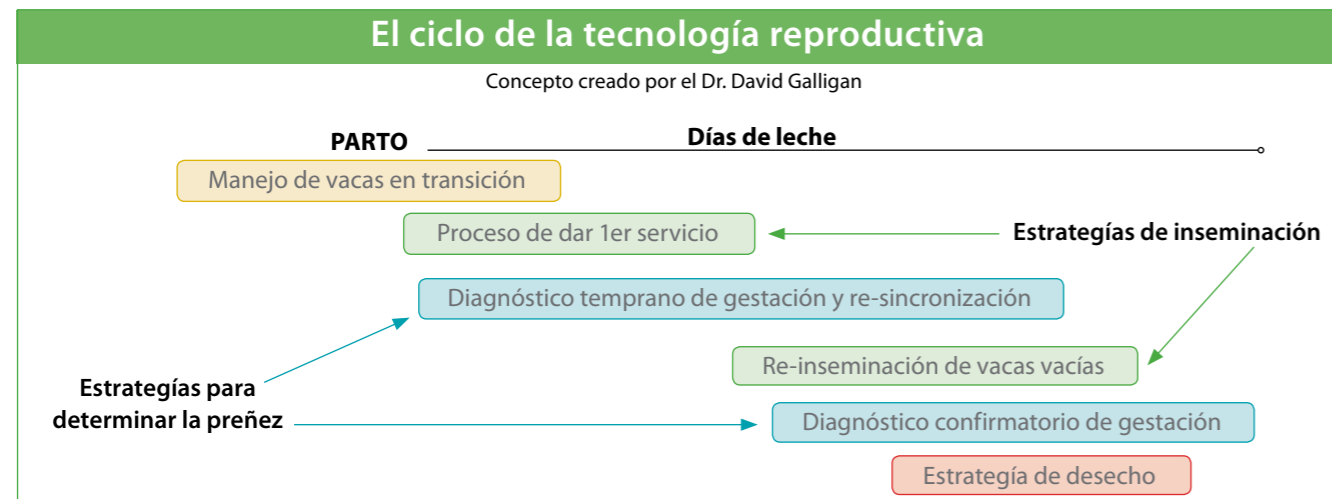 El ciclo de la tecnología reproductiva
Concepto creado por el Dr. David Galligan
PARTO
Días de leche
Manejo de vacas en transición
Proceso de dar 1er servicio
Estrategías de inseminación
Diagnóstico temprano de gestación y re-sincronización
Re-inseminación de vacas vacías
Estrategías para
determinar la preñez
Diagnóstico confirmatorio de gestación
Estrategía de desecho